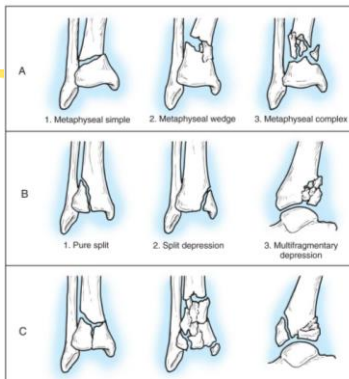 A
1. Metaphyseal simple
2. Metaphyseal wedge
3. Metaphyseal complex
B
1. Pure split
2. Split depression
3. Multifragmentary
depression
C